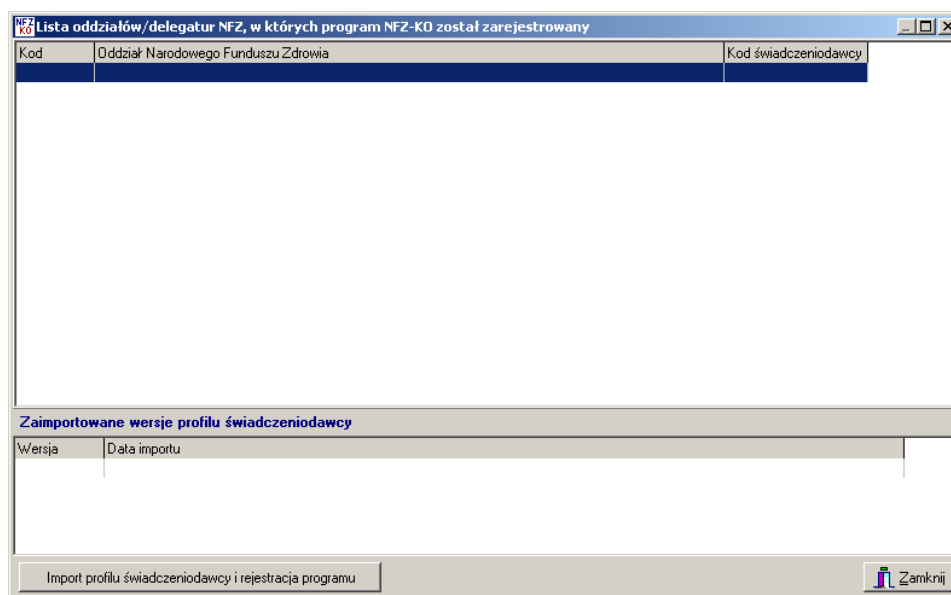 NFZ KO Lista oddziałów/delegatur NFZ, w których program NFZ-KO został zarejestrowany
Kod Oddział Narodowego Funduszu Zdrowia Kod świadczeniodawcy
Zaimportowane wersje profilu świadczeniodawcy
Wersja Data importu
Import profilu świadczeniodawcy i rejestracja programu Zamknij